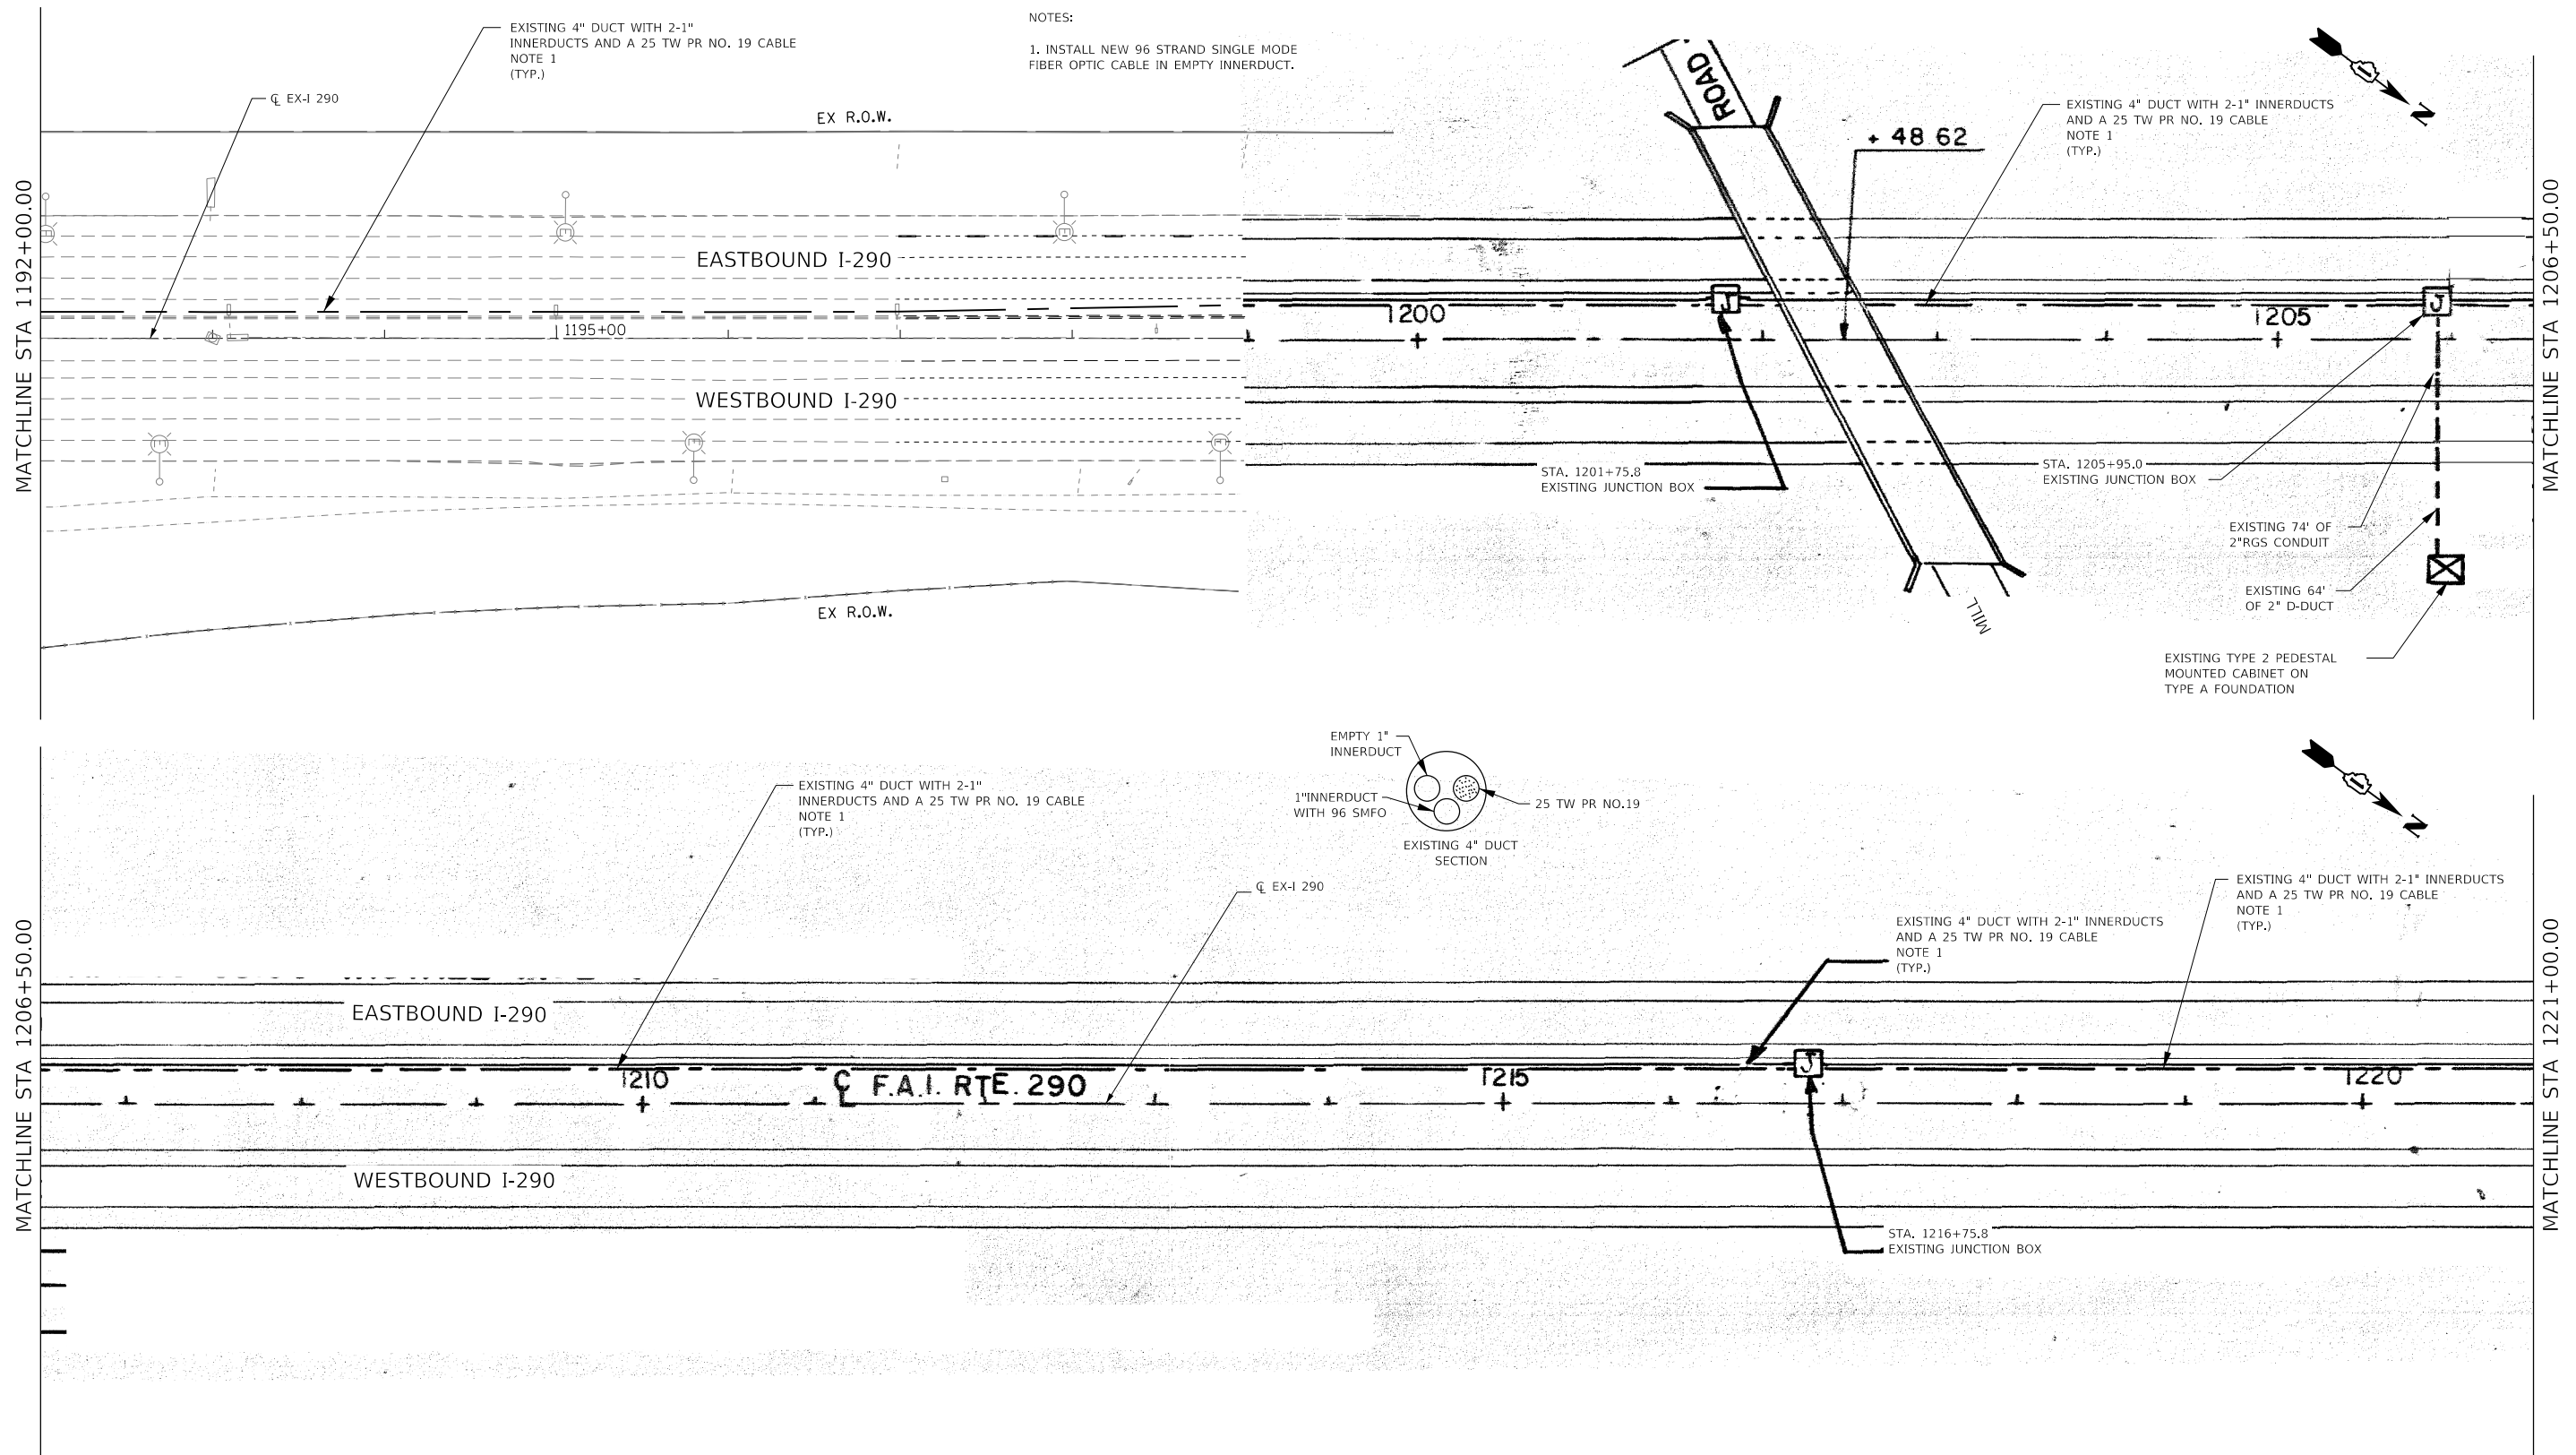 EXISTING 4" DUCT WITH 2-1"
INNERDUCTS AND A 25 TW PR NO. 19 CABLE
NOTE 1
(TYP.)
℄ EX-I 290
NOTES:
1. INSTALL NEW 96 STRAND SINGLE MODE
FIBER OPTIC CABLE IN EMPTY INNERDUCT.
EX R.O.W.
ROAD
+ 48 62
EXISTING 4" DUCT WITH 2-1" INNERDUCTS
AND A 25 TW PR NO. 19 CABLE
NOTE 1
(TYP.)
N
MATCHLINE STA 1192+00.00
MATCHLINE STA 1206+50.00
EASTBOUND I-290
1195+00
1200
J
1205
J
WESTBOUND I-290
STA. 1201+75.8
EXISTING JUNCTION BOX
STA. 1205+95.0
EXISTING JUNCTION BOX
EXISTING 74' OF
2"RGS CONDUIT
EXISTING 64'
OF 2" D-DUCT
MILL
EX R.O.W.
EXISTING TYPE 2 PEDESTAL
MOUNTED CABINET ON
TYPE A FOUNDATION
EMPTY 1"
INNERDUCT
1"INNERDUCT
WITH 96 SMFO
25 TW PR NO.19
EXISTING 4" DUCT
SECTION
EXISTING 4" DUCT WITH 2-1"
INNERDUCTS AND A 25 TW PR NO. 19 CABLE
NOTE 1
(TYP.)
℄ EX-I 290
EXISTING 4" DUCT WITH 2-1" INNERDUCTS
AND A 25 TW PR NO. 19 CABLE
NOTE 1
(TYP.)
EXISTING 4" DUCT WITH 2-1" INNERDUCTS
AND A 25 TW PR NO. 19 CABLE
NOTE 1
(TYP.)
N
MATCHLINE STA 1206+50.00
MATCHLINE STA 1221+00.00
EASTBOUND I-290
1210
℄ F.A.I. RTE. 290
1215
J
1220
WESTBOUND I-290
STA. 1216+75.8
EXISTING JUNCTION BOX